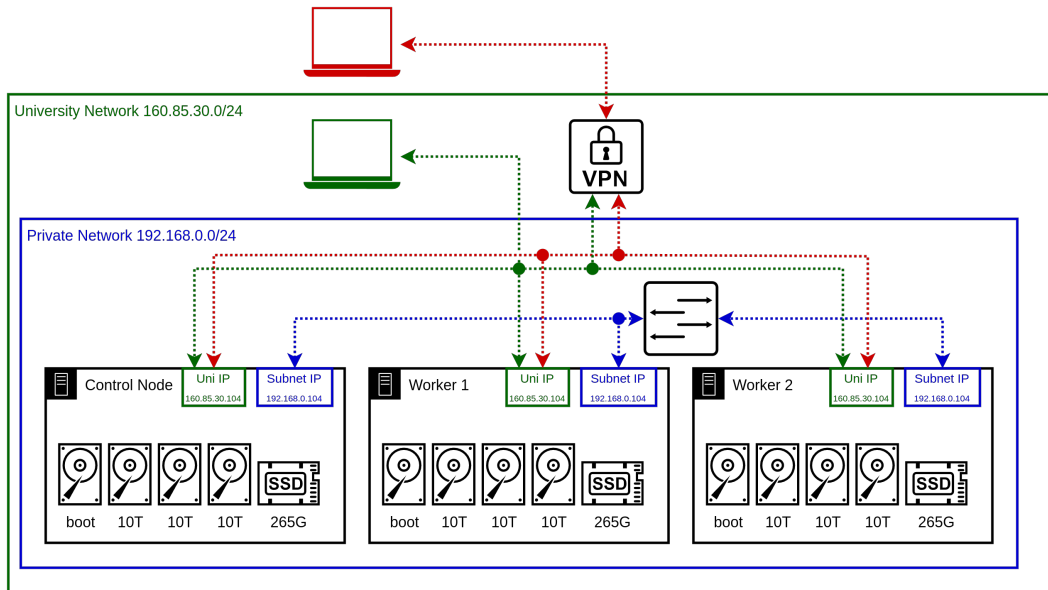 University Network 160.85.30.0/24
VPN
Private Network 192.168.0.0/24
Control Node
Uni IP
160.85.30.104
Subnet IP
192.168.0.104
Worker 1
Uni IP
160.85.30.104
Subnet IP
192.168.0.104
Worker 2
Uni IP
160.85.30.104
Subnet IP
192.168.0.104
SSD
boot 10T 10T 10T 265G
SSD
boot 10T 10T 10T 265G
SSD
boot 10T 10T 10T 265G